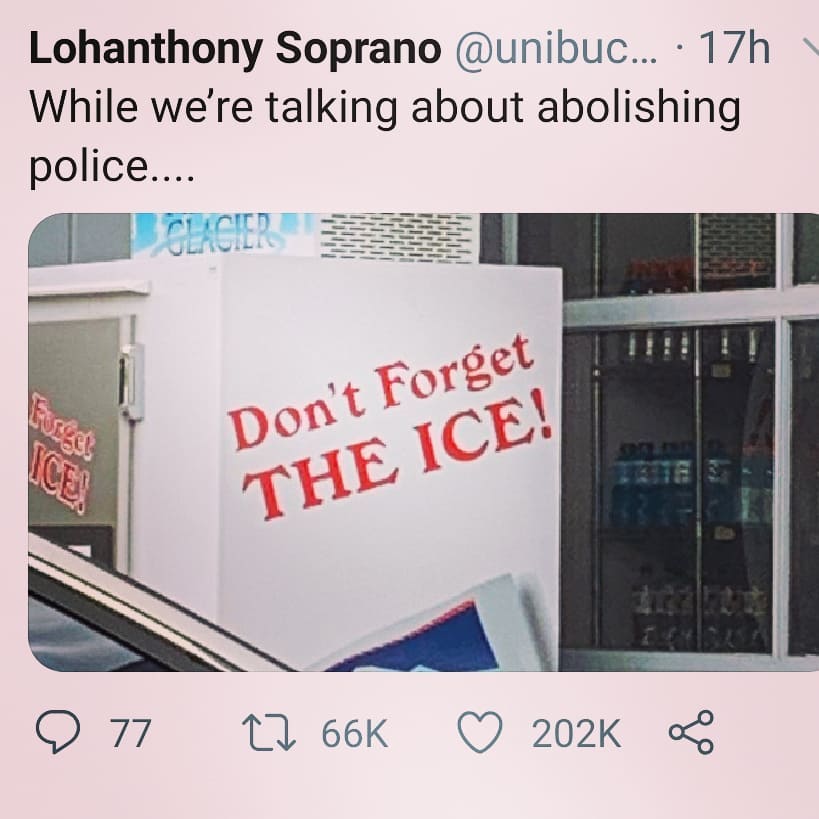 Lohanthony Soprano @unibuc... · 17h
While we're talking about abolishing
police....
GLACIER
Don't Forget
THE ICE!
Forget
ICE!
77 66K 202K